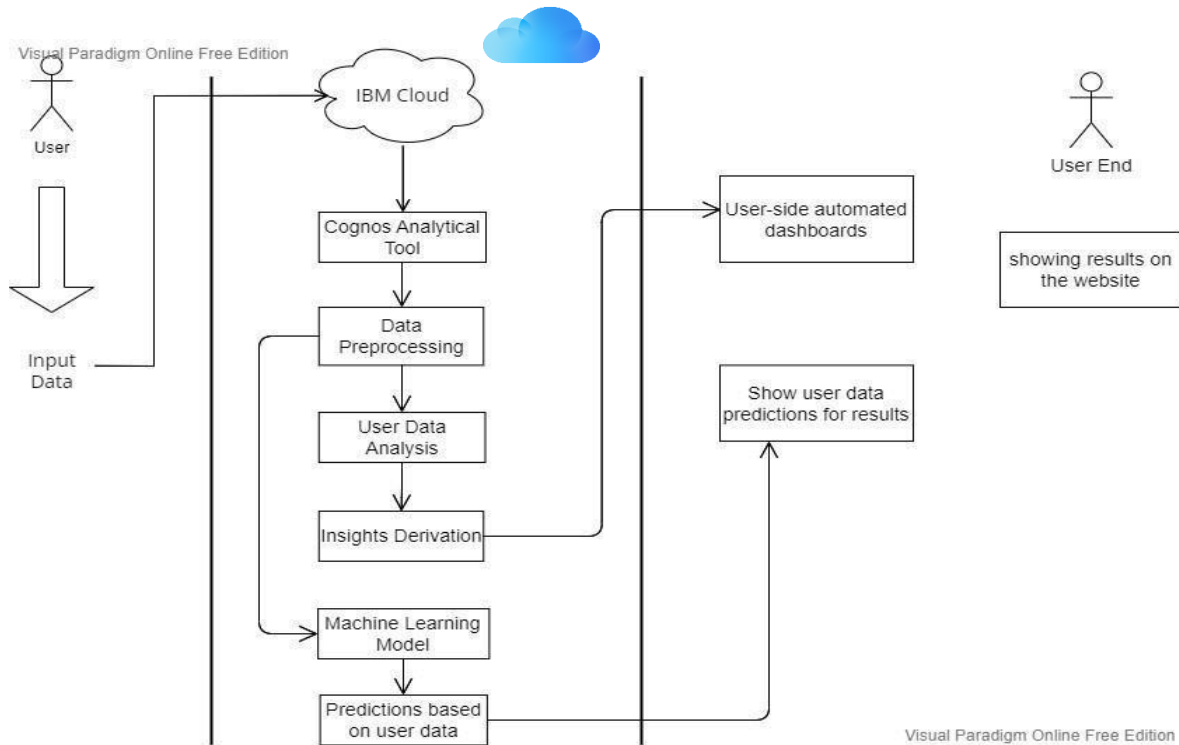 Visual Paradigm Online Free Edition
User
Input
Data
IBM Cloud
Cognos Analytical
Tool
Data
Preprocessing
User Data
Analysis
Insights Derivation
Machine Learning
Model
Predictions based
on user data
User-side automated
dashboards
Show user data
predictions for results
User End
showing results on
the website
Visual Paradigm Online Free Edition